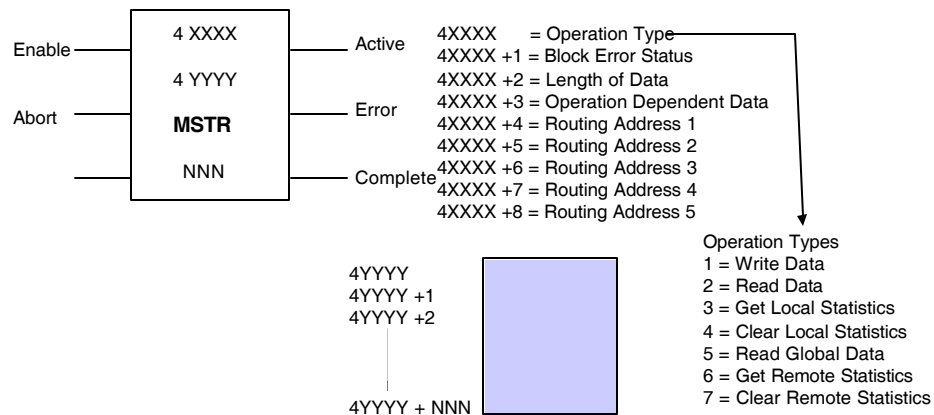 Enable
Abort
4 XXXX
4 YYYY
MSTR
NNN
Active
Error
Complete
4XXXX = Operation Type
4XXXX +1 = Block Error Status
4XXXX +2 = Length of Data
4XXXX +3 = Operation Dependent Data
4XXXX +4 = Routing Address 1
4XXXX +5 = Routing Address 2
4XXXX +6 = Routing Address 3
4XXXX +7 = Routing Address 4
4XXXX +8 = Routing Address 5
Operation Types
1 = Write Data
2 = Read Data
3 = Get Local Statistics
4 = Clear Local Statistics
5 = Read Global Data
6 = Get Remote Statistics
7 = Clear Remote Statistics
4YYYY
4YYYY +1
4YYYY +2
4YYYY + NNN